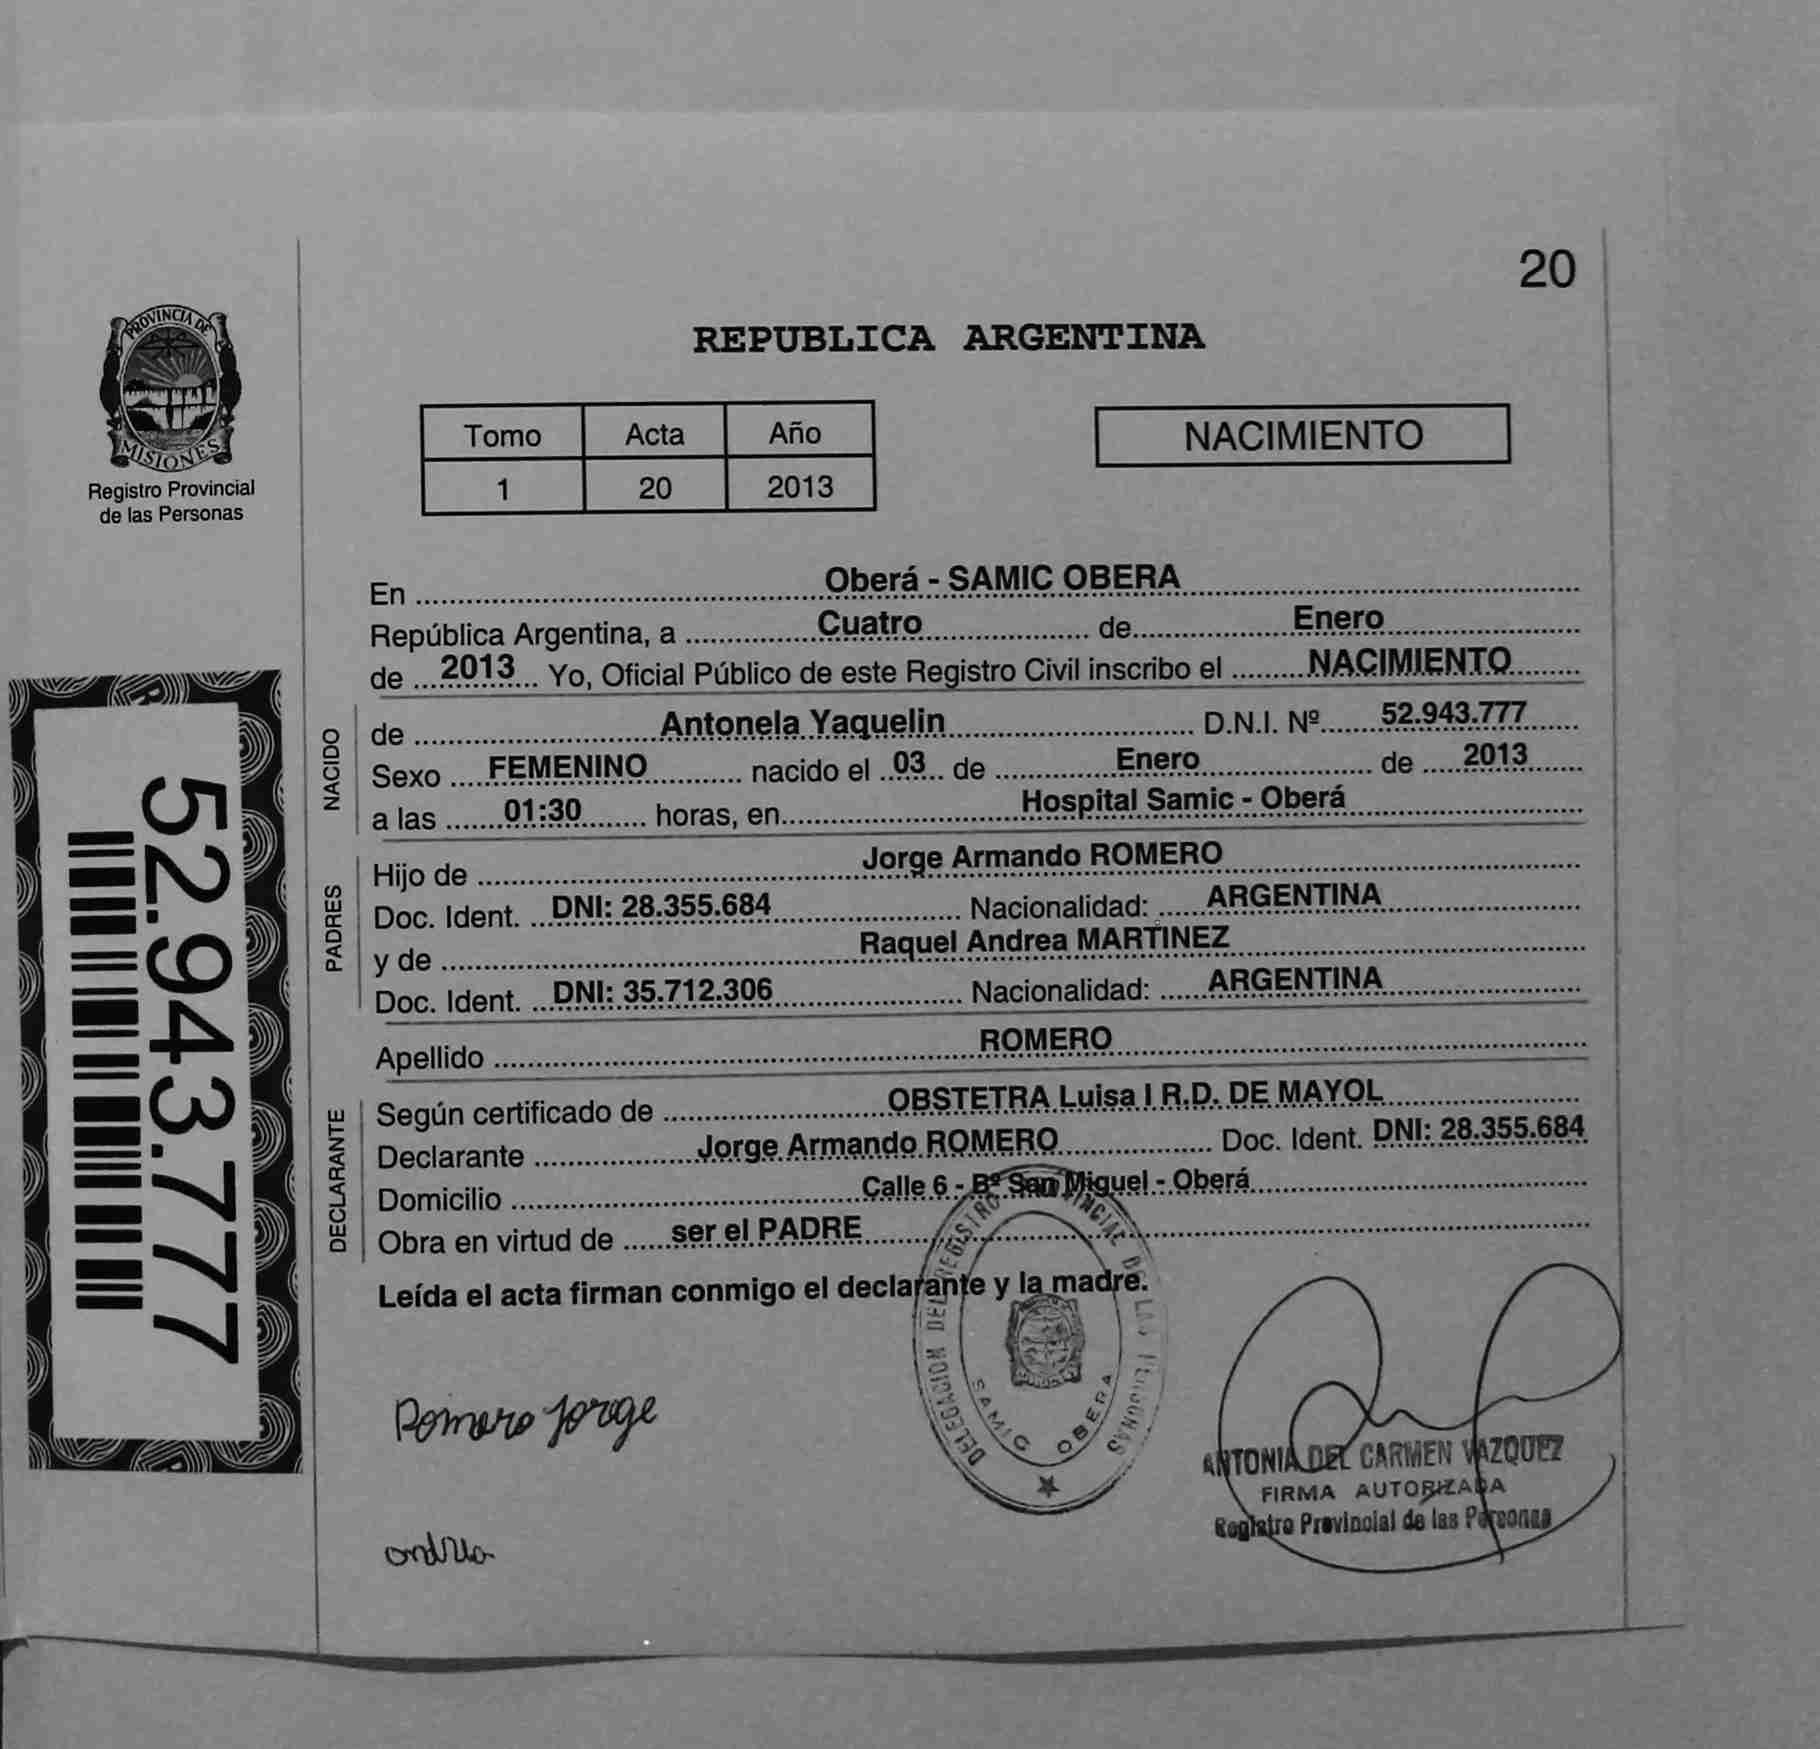 20
PROVINCIA DE
MISIONES
Registro Provincial
de las Personas
REPUBLICA ARGENTINA
Tomo Acta Año
1 20 2013
NACIMIENTO
En Oberá - SAMIC OBERA
República Argentina, a Cuatro de Enero
de 2013 Yo, Oficial Público de este Registro Civil inscribo el NACIMIENTO
NACIDO
de Antonela Yaquelin D.N.I. Nº 52.943.777
Sexo FEMENINO nacido el 03 de Enero de 2013
a las 01:30 horas, en Hospital Samic - Oberá
PADRES
Hijo de Jorge Armando ROMERO
Doc. Ident. DNI: 28.355.684 Nacionalidad: ARGENTINA
y de Raquel Andrea MARTINEZ
Doc. Ident. DNI: 35.712.306 Nacionalidad: ARGENTINA
Apellido ROMERO
DECLARANTE
Según certificado de OBSTETRA Luisa I R.D. DE MAYOL
Declarante Jorge Armando ROMERO Doc. Ident. DNI: 28.355.684
Domicilio Calle 6 - Bº San Miguel - Oberá
Obra en virtud de ser el PADRE
Leída el acta firman conmigo el declarante y la madre.
52.943.777
DELEGACION DEL REGISTRO PROVINCIAL DE LAS PERSONAS
SAMIC OBERA
Romero Jorge
ANTONIA DEL CARMEN VAZQUEZ
FIRMA AUTORIZADA
Registro Provincial de las Personas